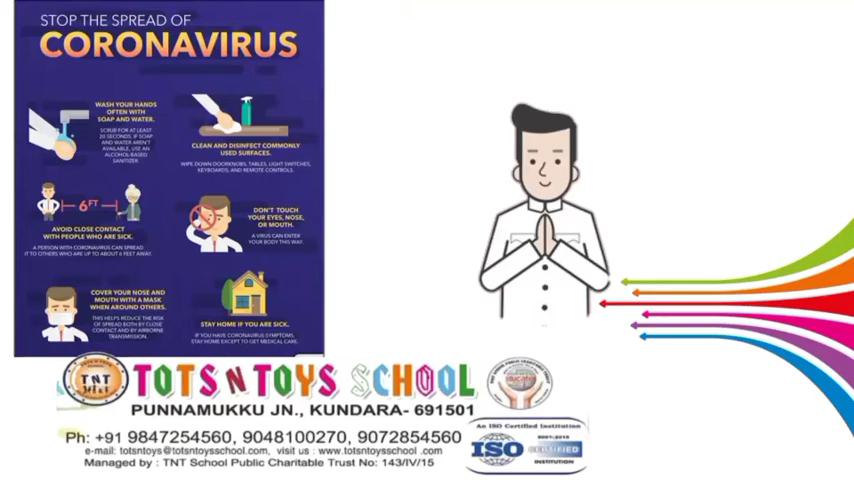 STOP THE SPREAD OF
CORONAVIRUS
WASH YOUR HANDS
OFTEN WITH
SOAP AND WATER.
SCRUB FOR AT LEAST
20 SECONDS. IF SOAP
AND WATER AREN'T
AVAILABLE, USE AN
ALCOHOL-BASED
SANITIZER
CLEAN AND DISINFECT COMMONLY
USED SURFACES.
WIPE DOWN DOORKNOBS, TABLES, LIGHT SWITCHES,
KEYBOARDS, AND REMOTE CONTROLS.
6FT
AVOID CLOSE CONTACT
WITH PEOPLE WHO ARE SICK.
A PERSON WITH CORONAVIRUS CAN SPREAD
IT TO OTHERS WHO ARE UP TO ABOUT 6 FEET AWAY.
DON'T TOUCH
YOUR EYES, NOSE,
OR MOUTH.
A VIRUS CAN ENTER
YOUR BODY THIS WAY.
COVER YOUR NOSE AND
MOUTH WITH A MASK
WHEN AROUND OTHERS.
THIS HELPS REDUCE THE RISK
OF SPREAD BOTH BY CLOSE
CONTACT AND BY AIRBORNE
TRANSMISSION.
STAY HOME IF YOU ARE SICK.
IF YOU HAVE CORONAVIRUS SYMPTOMS,
STAY HOME EXCEPT TO GET MEDICAL CARE.
TNT
TOTS N TOYS SCHOOL
PUNNAMUKKU JN., KUNDARA- 691501
Ph: +91 9847254560, 9048100270, 9072854560
e-mail: totsntoys@totsntoysschool.com, visit us : www.totsntoysschool .com
Managed by : TNT School Public Charitable Trust No: 143/IV/15
An ISO Certified Institution
ISO
9001:2015
CERTIFIED
INSTITUTION